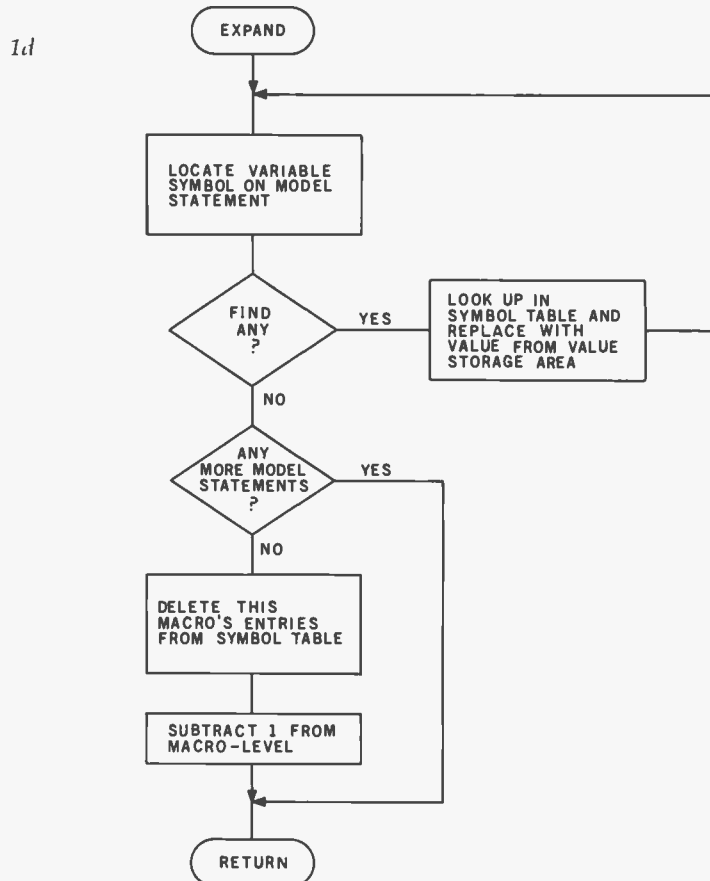 1d
EXPAND
LOCATE VARIABLE
SYMBOL ON MODEL
STATEMENT
FIND
ANY
?
YES
LOOK UP IN
SYMBOL TABLE AND
REPLACE WITH
VALUE FROM VALUE
STORAGE AREA
NO
ANY
MORE MODEL
STATEMENTS
?
YES
NO
DELETE THIS
MACRO'S ENTRIES
FROM SYMBOL TABLE
SUBTRACT 1 FROM
MACRO-LEVEL
RETURN